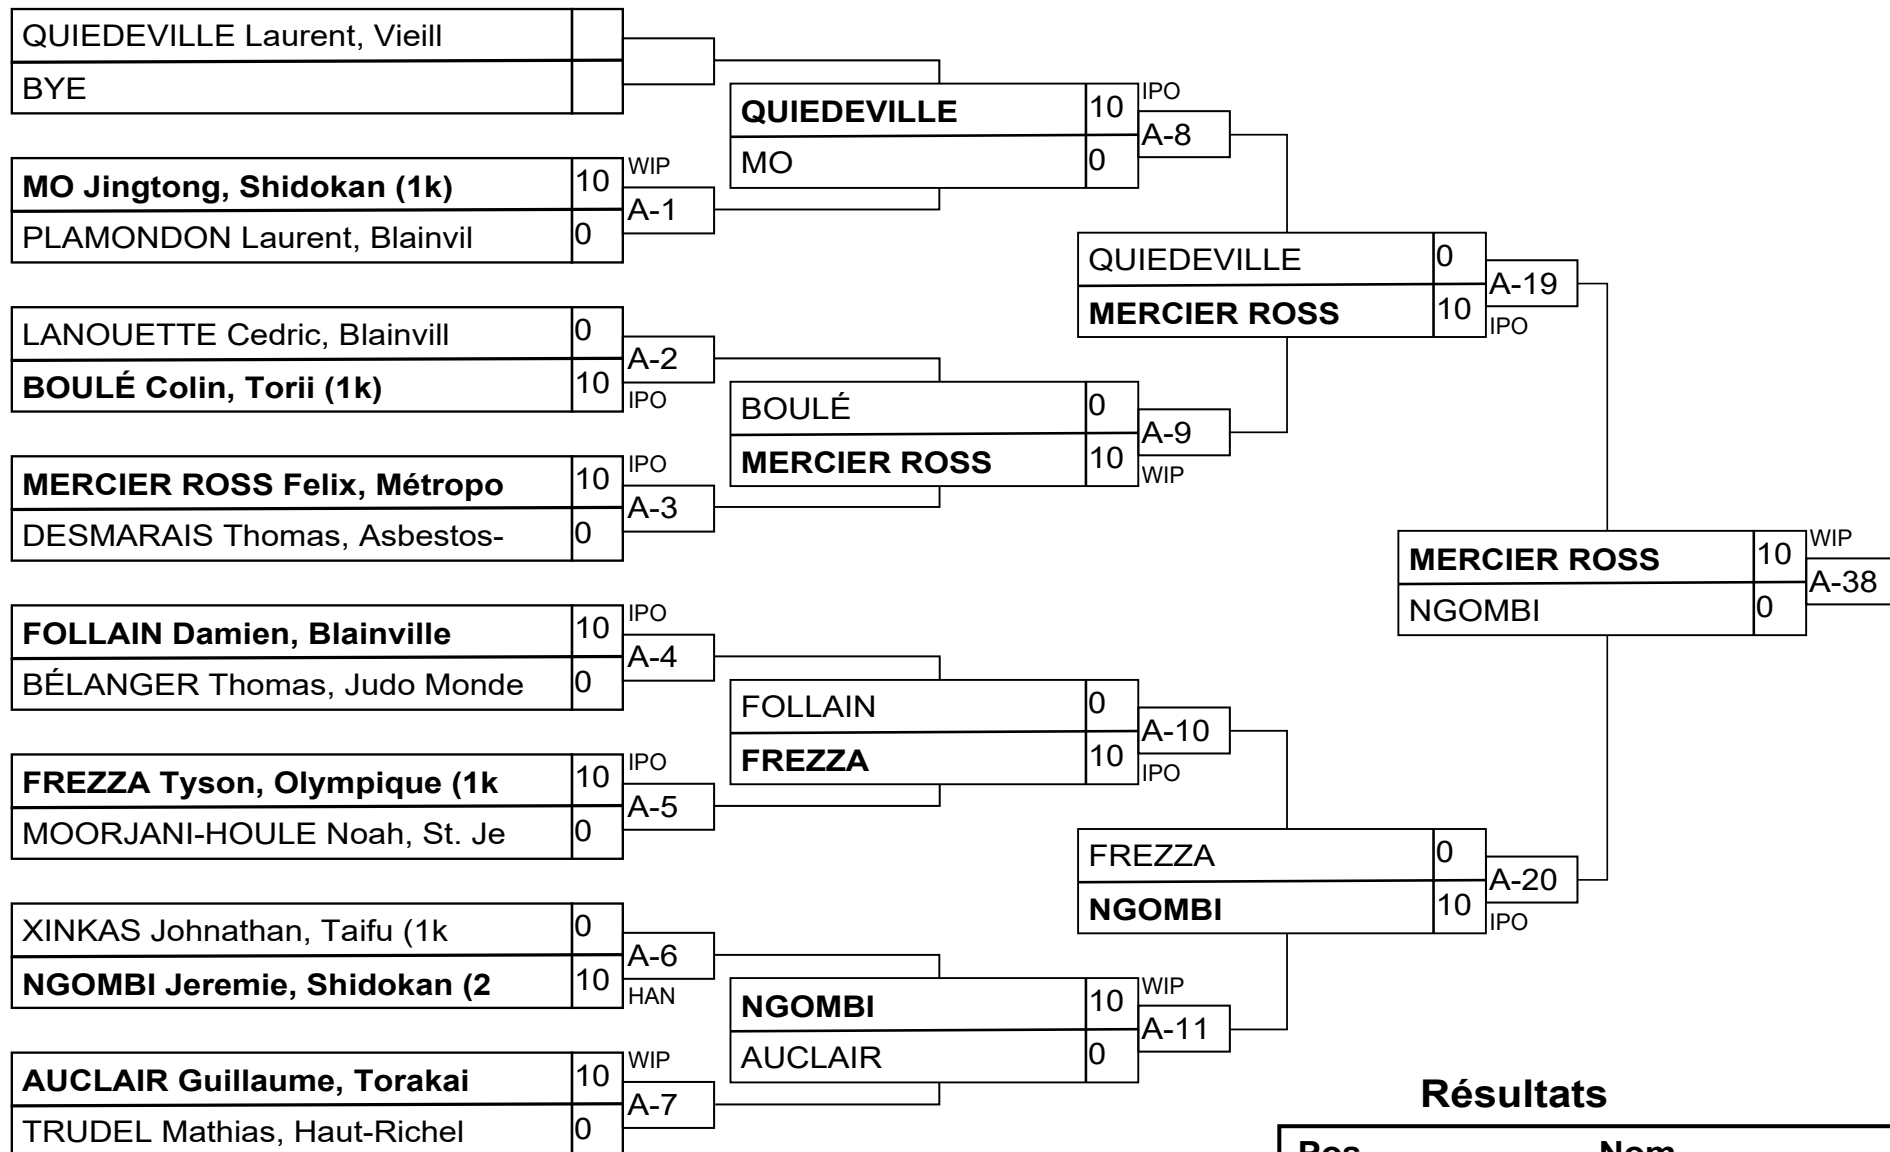 QUIEDEVILLE Laurent, Vieill
BYE
MO Jingtong, Shidokan (1k) 10 WIP
A-1
PLAMONDON Laurent, Blainvil 0
LANOUETTE Cedric, Blainvill 0
A-2
BOULÉ Colin, Torii (1k) 10 IPO
MERCIER ROSS Felix, Métropo 10 IPO
A-3
DESMARAIS Thomas, Asbestos- 0
FOLLAIN Damien, Blainville 10 IPO
A-4
BÉLANGER Thomas, Judo Monde 0
FREZZA Tyson, Olympique (1k 10 IPO
A-5
MOORJANI-HOULE Noah, St. Je 0
XINKAS Johnathan, Taifu (1k 0
A-6
NGOMBI Jeremie, Shidokan (2 10 HAN
AUCLAIR Guillaume, Torakai 10 WIP
A-7
TRUDEL Mathias, Haut-Richel 0
QUIEDEVILLE 10 IPO
A-8
MO 0
BOULÉ 0
A-9
MERCIER ROSS 10 WIP
FOLLAIN 0
A-10
FREZZA 10 IPO
NGOMBI 10 WIP
A-11
AUCLAIR 0
QUIEDEVILLE 0
A-19
MERCIER ROSS 10 IPO
FREZZA 0
A-20
NGOMBI 10 IPO
MERCIER ROSS 10 WIP
A-38
NGOMBI 0
Résultats
Pos Nom